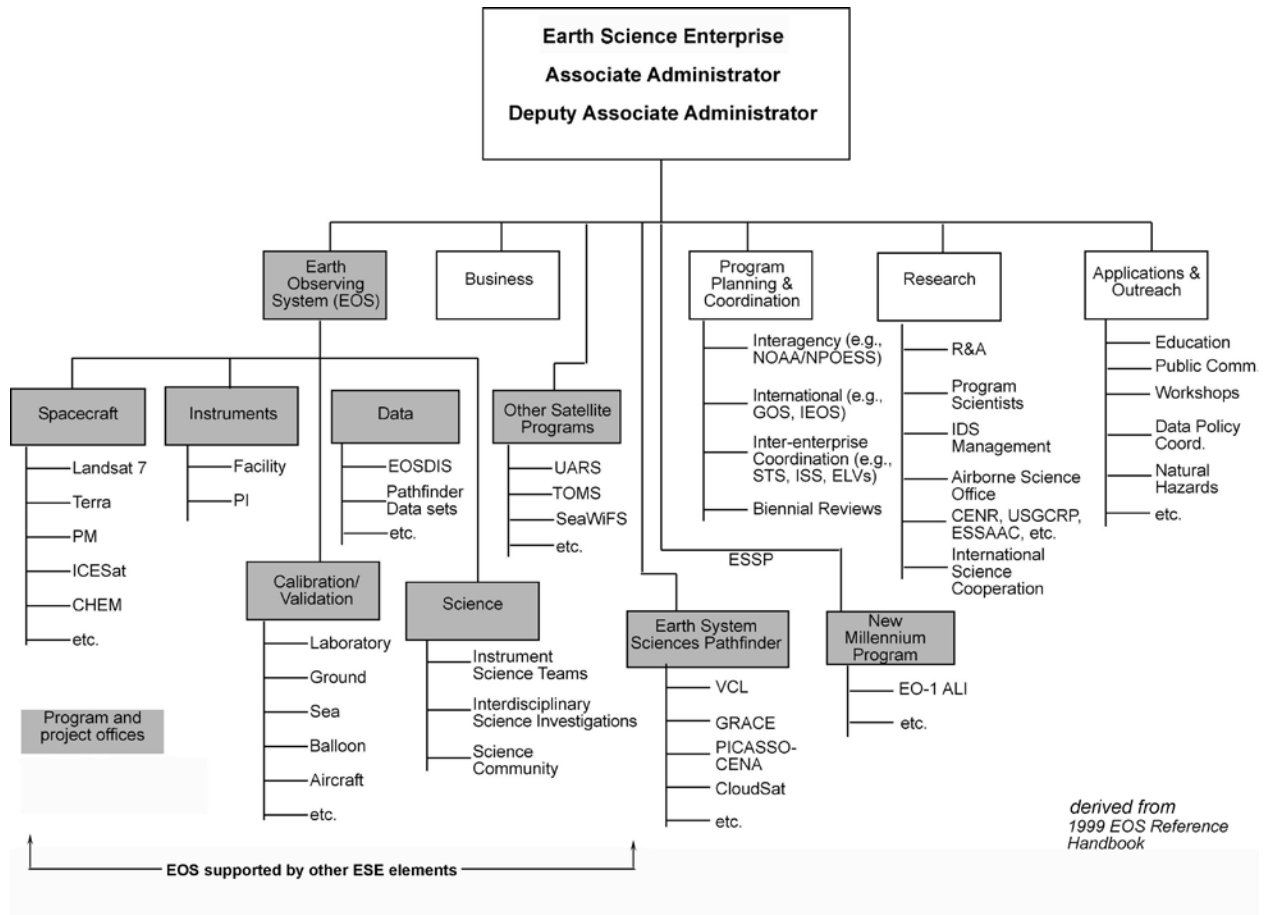 Earth Science Enterprise
Associate Administrator
Deputy Associate Administrator
Earth
Observing
System (EOS)
Business
Program
Planning &
Coordination
Research
Applications &
Outreach
Interagency (e.g.,
NOAA/NPOESS)
International (e.g.,
GOS, IEOS)
Inter-enterprise
Coordination (e.g.,
STS, ISS, ELVs)
Biennial Reviews
R&A
Program
Scientists
IDS
Management
Airborne Science
Office
CENR, USGCRP,
ESSAAC, etc.
International
Science
Cooperation
Education
Public Comm.
Workshops
Data Policy
Coord.
Natural
Hazards
etc.
Spacecraft
Landsat 7
Terra
PM
ICESat
CHEM
etc.
Instruments
Facility
PI
Data
EOSDIS
Pathfinder
Data sets
etc.
Other Satellite
Programs
UARS
TOMS
SeaWiFS
etc.
ESSP
Calibration/
Validation
Laboratory
Ground
Sea
Balloon
Aircraft
etc.
Science
Instrument
Science Teams
Interdisciplinary
Science Investigations
Science
Community
Earth System
Sciences Pathfinder
VCL
GRACE
PICASSO-
CENA
CloudSat
etc.
New
Millennium
Program
EO-1 ALI
etc.
Program and
project offices
derived from
1999 EOS Reference
Handbook
EOS supported by other ESE elements